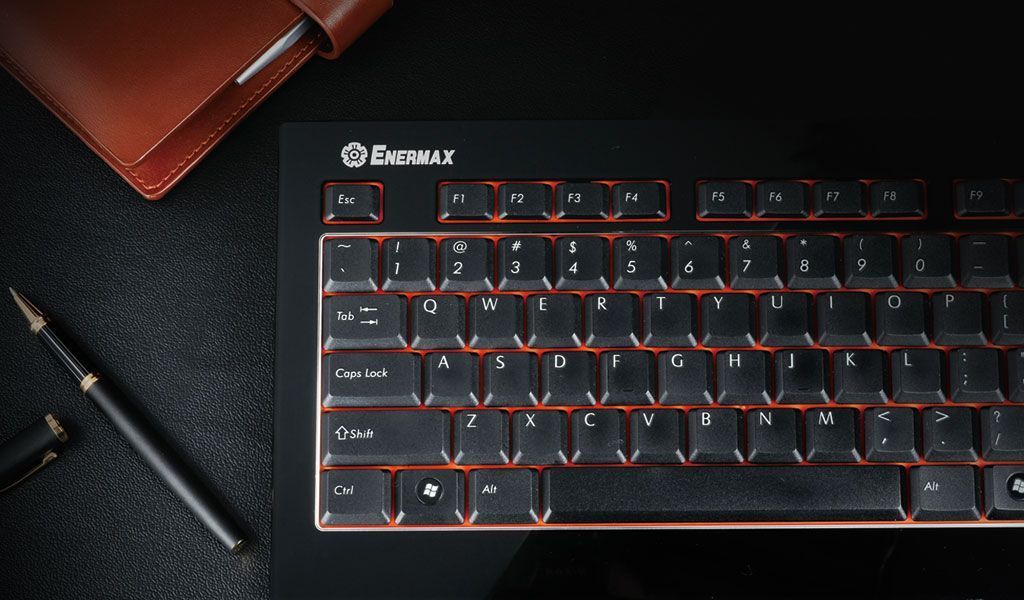 ENERMAX
Esc F1 F2 F3 F4 F5 F6 F7 F8 F9
~ ! @ # $ % ^ & * ( ) —
` 1 2 3 4 5 6 7 8 9 0 –
Tab Q W E R T Y U I O P {
[
Caps Lock A S D F G H J K L : "
;
⇧Shift Z X C V B N M < > ?
, . /
Ctrl Alt Alt